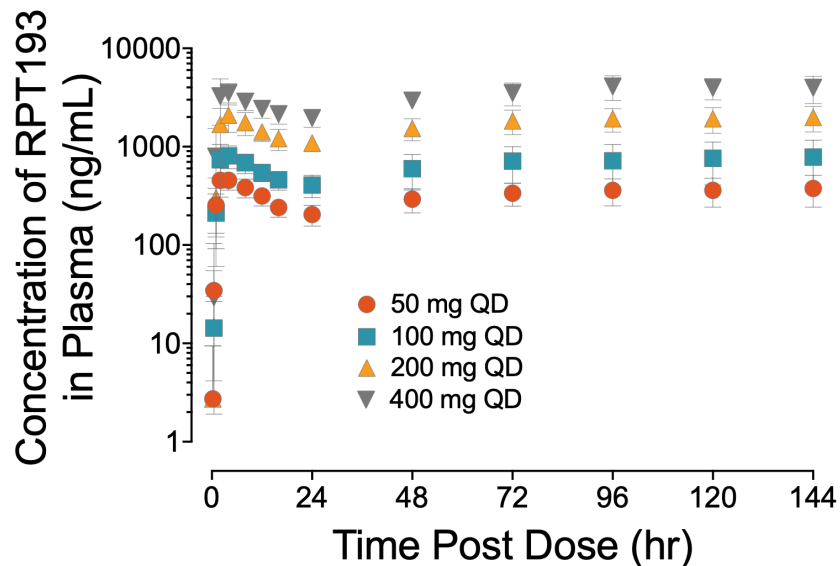 Concentration of RPT193
in Plasma (ng/mL)
10000
1000
100
10
1
50 mg QD
100 mg QD
200 mg QD
400 mg QD
0 24 48 72 96 120 144
Time Post Dose (hr)